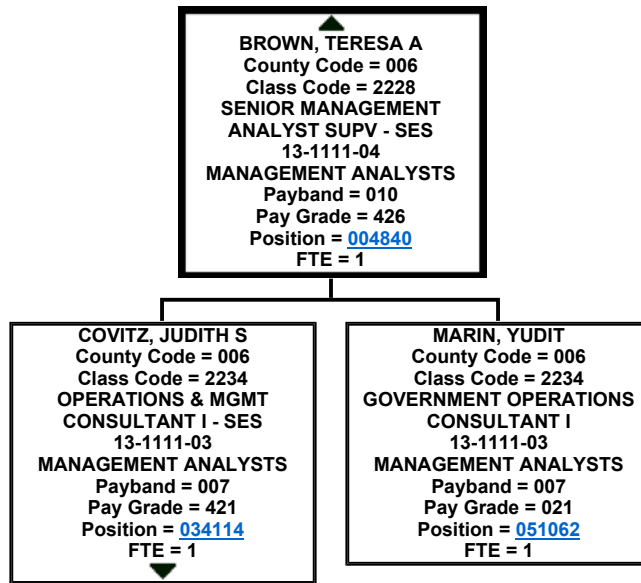 BROWN, TERESA A
County Code = 006
Class Code = 2228
SENIOR MANAGEMENT
ANALYST SUPV - SES
13-1111-04
MANAGEMENT ANALYSTS
Payband = 010
Pay Grade = 426
Position = 004840
FTE = 1
COVITZ, JUDITH S
County Code = 006
Class Code = 2234
OPERATIONS & MGMT
CONSULTANT I - SES
13-1111-03
MANAGEMENT ANALYSTS
Payband = 007
Pay Grade = 421
Position = 034114
FTE = 1
MARIN, YUDIT
County Code = 006
Class Code = 2234
GOVERNMENT OPERATIONS
CONSULTANT I
13-1111-03
MANAGEMENT ANALYSTS
Payband = 007
Pay Grade = 021
Position = 051062
FTE = 1